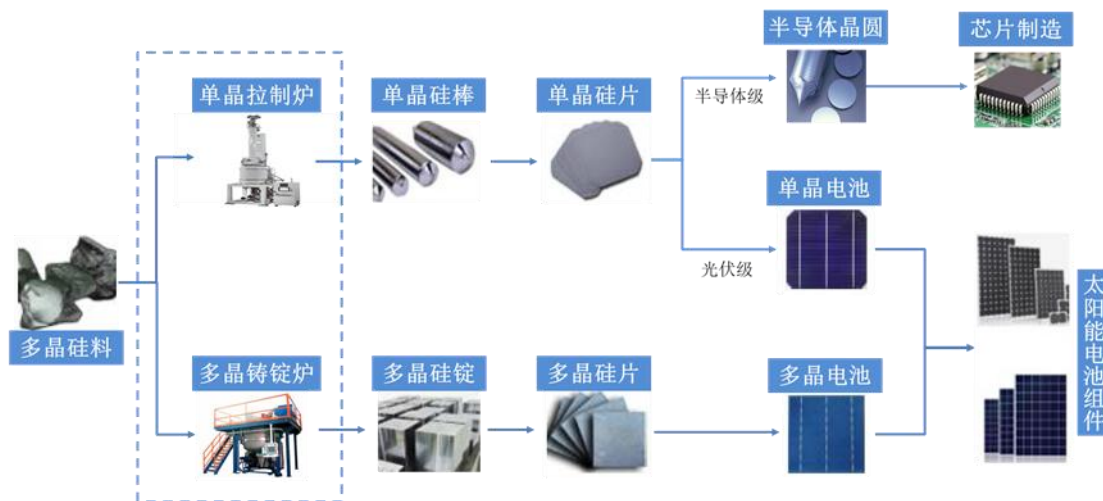 半导体晶圆
芯片制造
单晶拉制炉
单晶硅棒
单晶硅片
半导体级
单晶电池
光伏级
多晶硅料
多晶铸锭炉
多晶硅锭
多晶硅片
多晶电池
太阳能电池组件